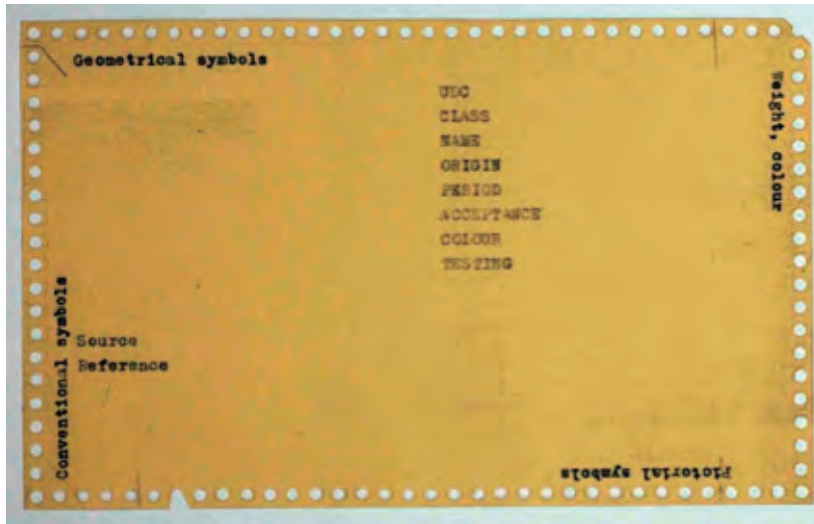 Geometrical symbols
Weight, colour
UDC
CLASS
NAME
ORIGIN
PERIOD
ACCEPTANCE
COLOUR
TESTING
Conventional symbols
Source
Reference
Pictorial symbols